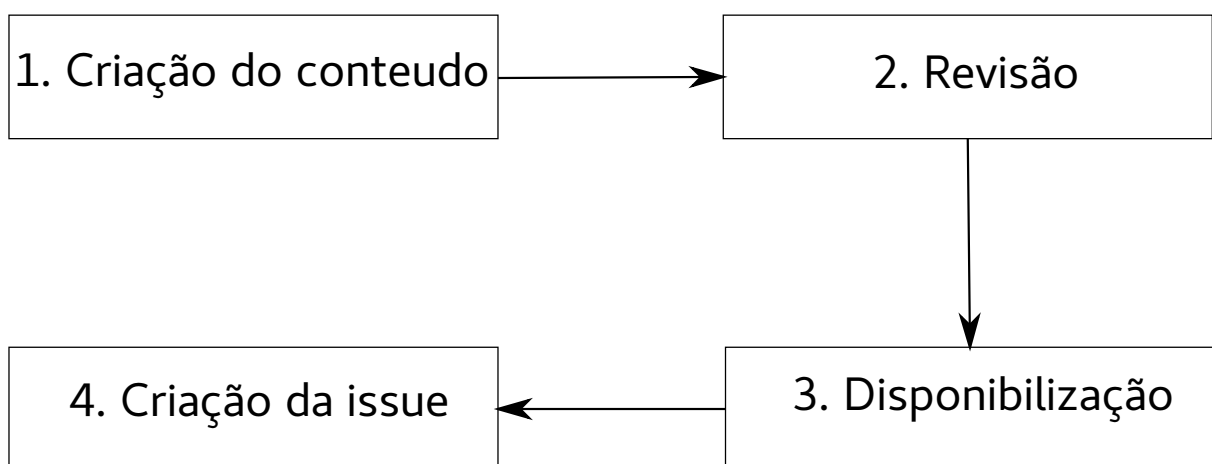 1. Criação do conteudo
2. Revisão
3. Disponibilização
4. Criação da issue